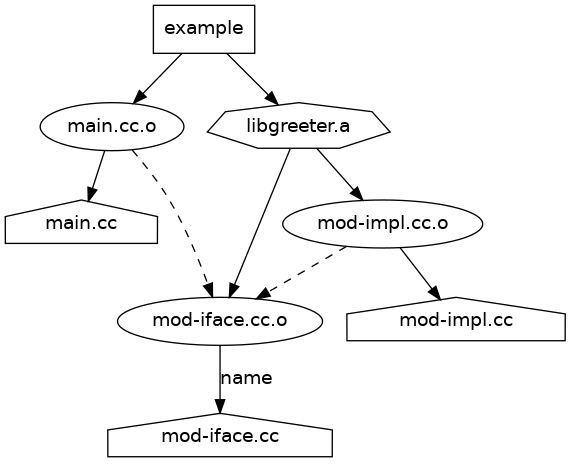 example
main.cc.o
libgreeter.a
main.cc
mod-impl.cc.o
mod-iface.cc.o
mod-impl.cc
name
mod-iface.cc